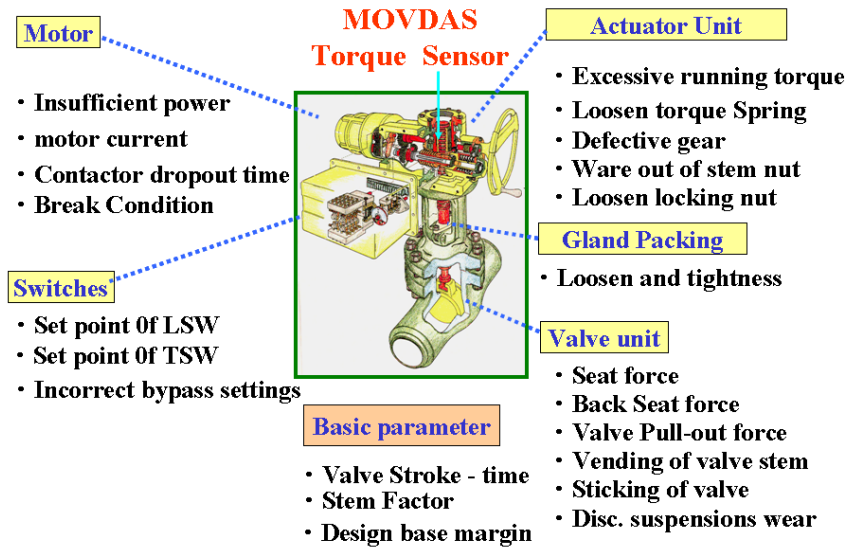 MOVDAS
Torque Sensor
Motor
・Insufficient power
・motor current
・Contactor dropout time
・Break Condition
Switches
・Set point 0f LSW
・Set point 0f TSW
・Incorrect bypass settings
Actuator Unit
・Excessive running torque
・Loosen torque Spring
・Defective gear
・Ware out of stem nut
・Loosen locking nut
Gland Packing
・Loosen and tightness
Valve unit
・Seat force
・Back Seat force
・Valve Pull-out force
・Vending of valve stem
・Sticking of valve
・Disc. suspensions wear
Basic parameter
・Valve Stroke - time
・Stem Factor
・Design base margin